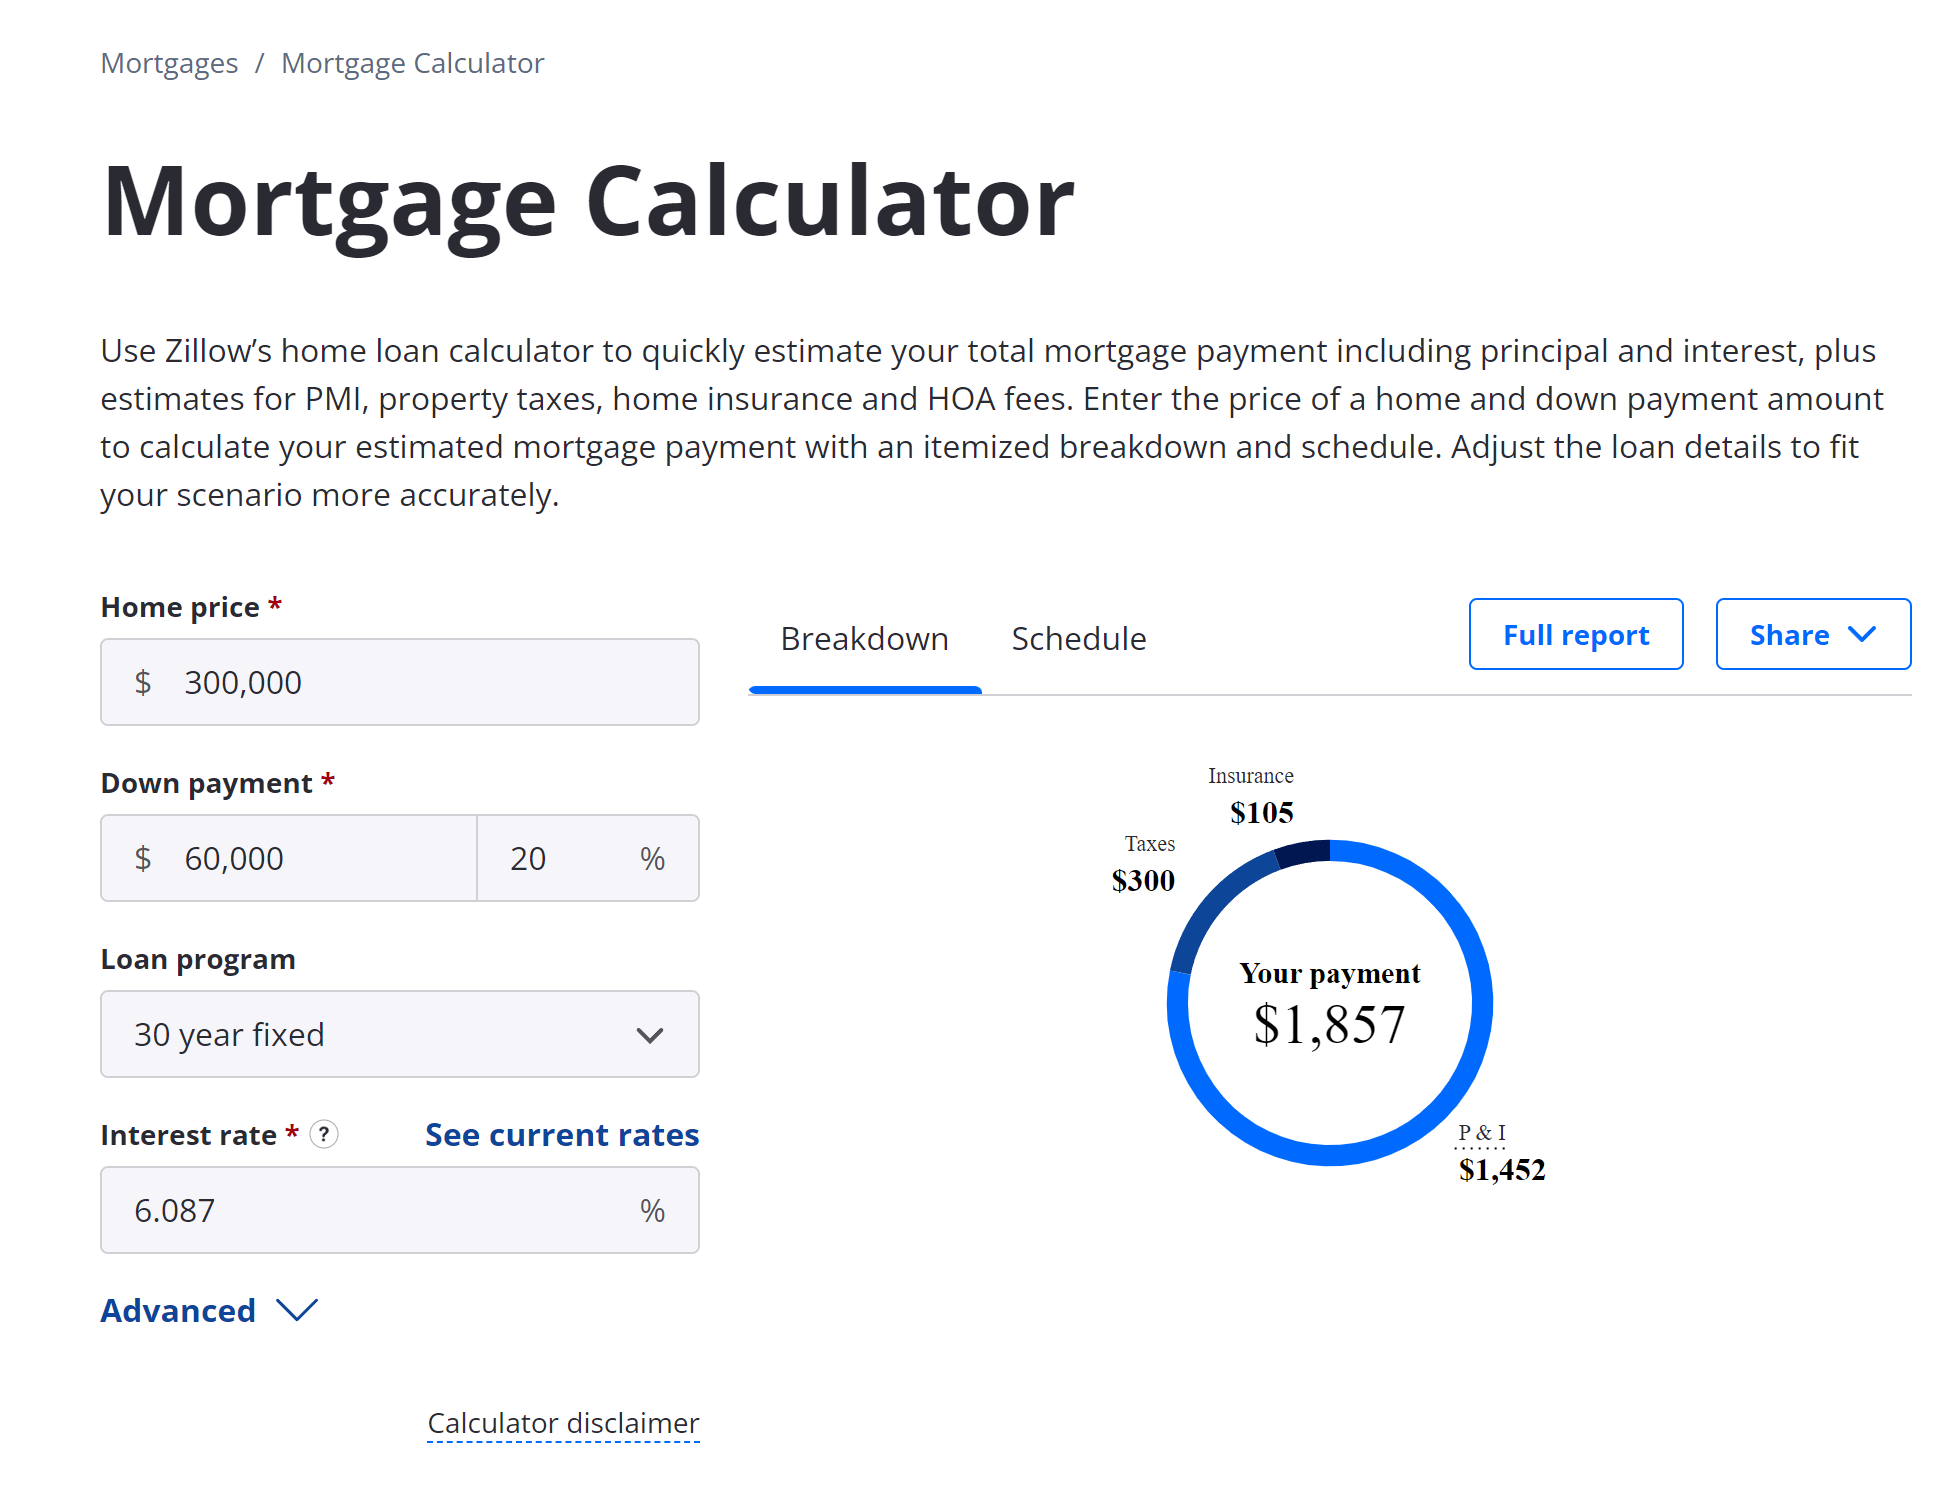 Mortgages / Mortgage Calculator
Mortgage Calculator
Use Zillow’s home loan calculator to quickly estimate your total mortgage payment including principal and interest, plus
estimates for PMI, property taxes, home insurance and HOA fees. Enter the price of a home and down payment amount
to calculate your estimated mortgage payment with an itemized breakdown and schedule. Adjust the loan details to fit
your scenario more accurately.
Home price *
$ 300,000
Down payment *
$ 60,000 20 %
Loan program
30 year fixed
Interest rate * ? See current rates
6.087 %
Advanced
Calculator disclaimer
Breakdown Schedule Full report Share
Insurance
$105
Taxes
$300
Your payment
$1,857
P & I
$1,452